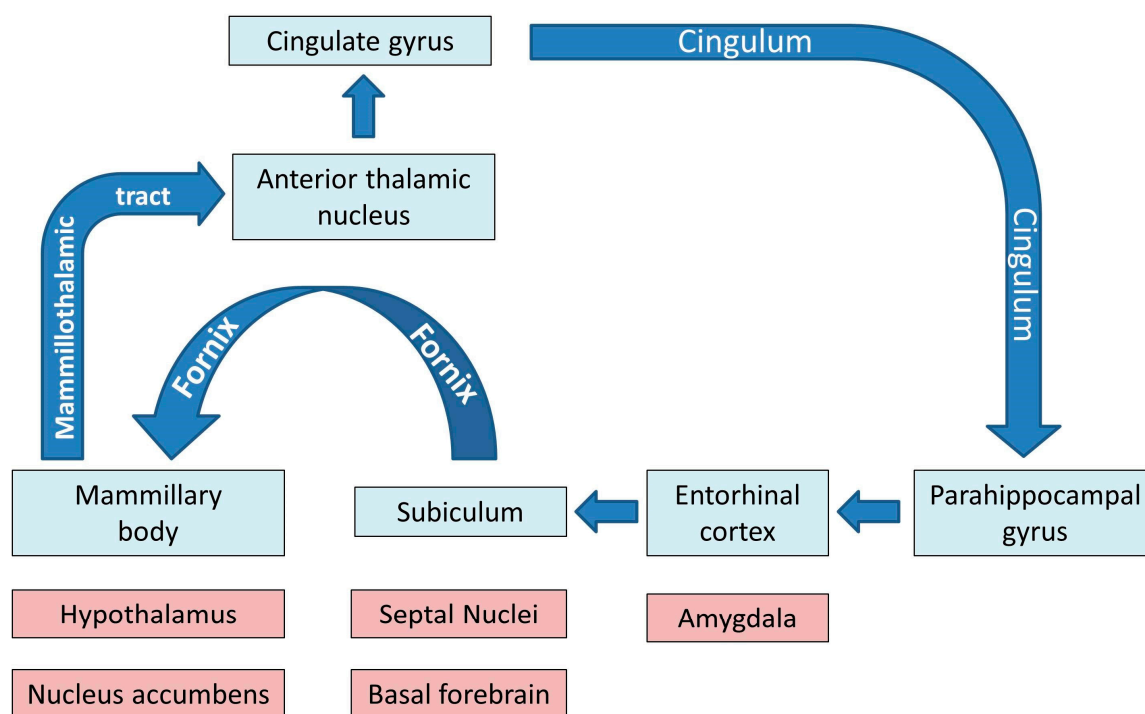 Cingulate gyrus
Cingulum
Cingulum
Anterior thalamic
nucleus
tract
Mammillothalamic
Fornix
Fornix
Mammillary
body
Subiculum
Entorhinal
cortex
Parahippocampal
gyrus
Hypothalamus
Septal Nuclei
Amygdala
Nucleus accumbens
Basal forebrain